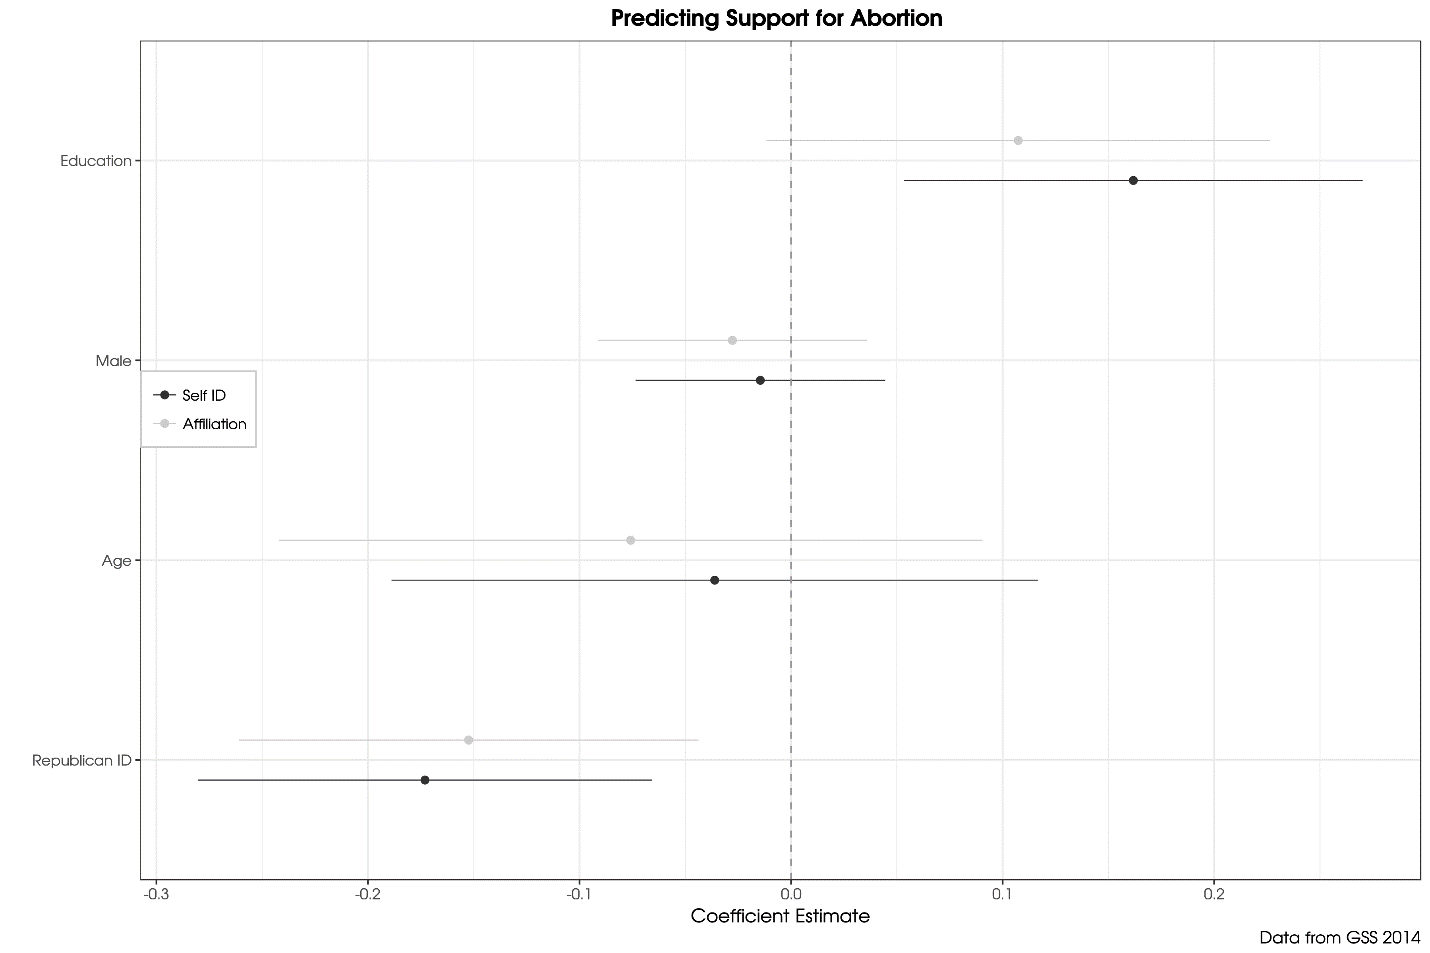 Predicting Support for Abortion
Education
Male
Self ID
Affiliation
Age
Republican ID
-0.3 -0.2 -0.1 0.0 0.1 0.2
Coefficient Estimate
Data from GSS 2014